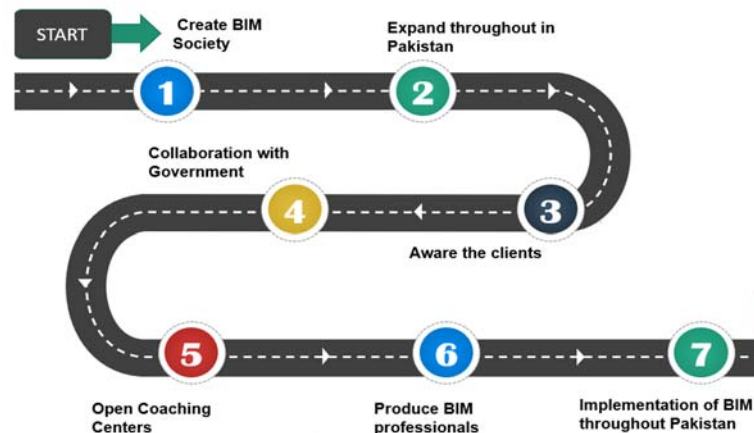 START
Create BIM
Society
1
Expand throughout in
Pakistan
2
3
Aware the clients
Collaboration with
Government
4
5
Open Coaching
Centers
6
Produce BIM
professionals
7
Implementation of BIM
throughout Pakistan